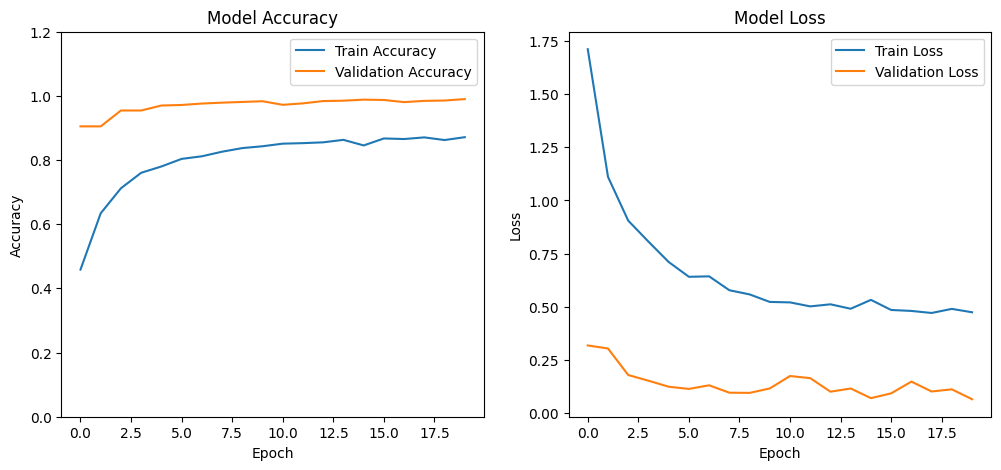 Model Accuracy
Train Accuracy
Validation Accuracy
1.2
1.0
0.8
0.6
0.4
0.2
0.0
Accuracy
0.0 2.5 5.0 7.5 10.0 12.5 15.0 17.5
Epoch
Model Loss
Train Loss
Validation Loss
1.75
1.50
1.25
1.00
0.75
0.50
0.25
0.00
Loss
0.0 2.5 5.0 7.5 10.0 12.5 15.0 17.5
Epoch